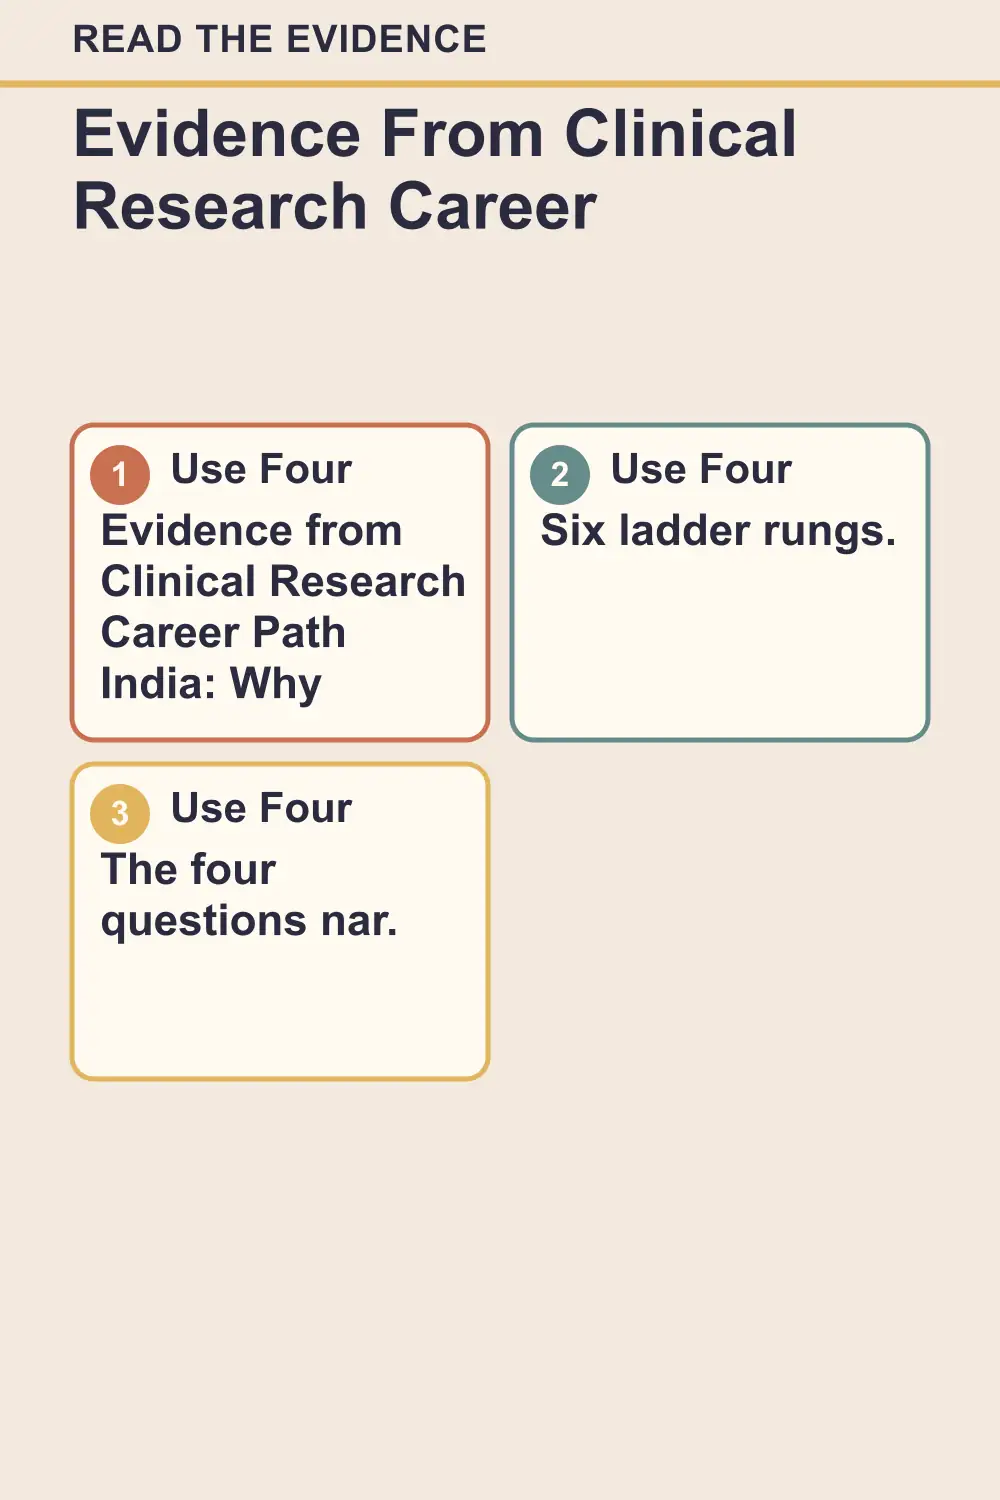 READ THE EVIDENCE
Evidence From Clinical
Research Career
1 Use Four
Evidence from
Clinical Research
Career Path
India: Why
2 Use Four
Six ladder rungs.
3 Use Four
The four
questions nar.